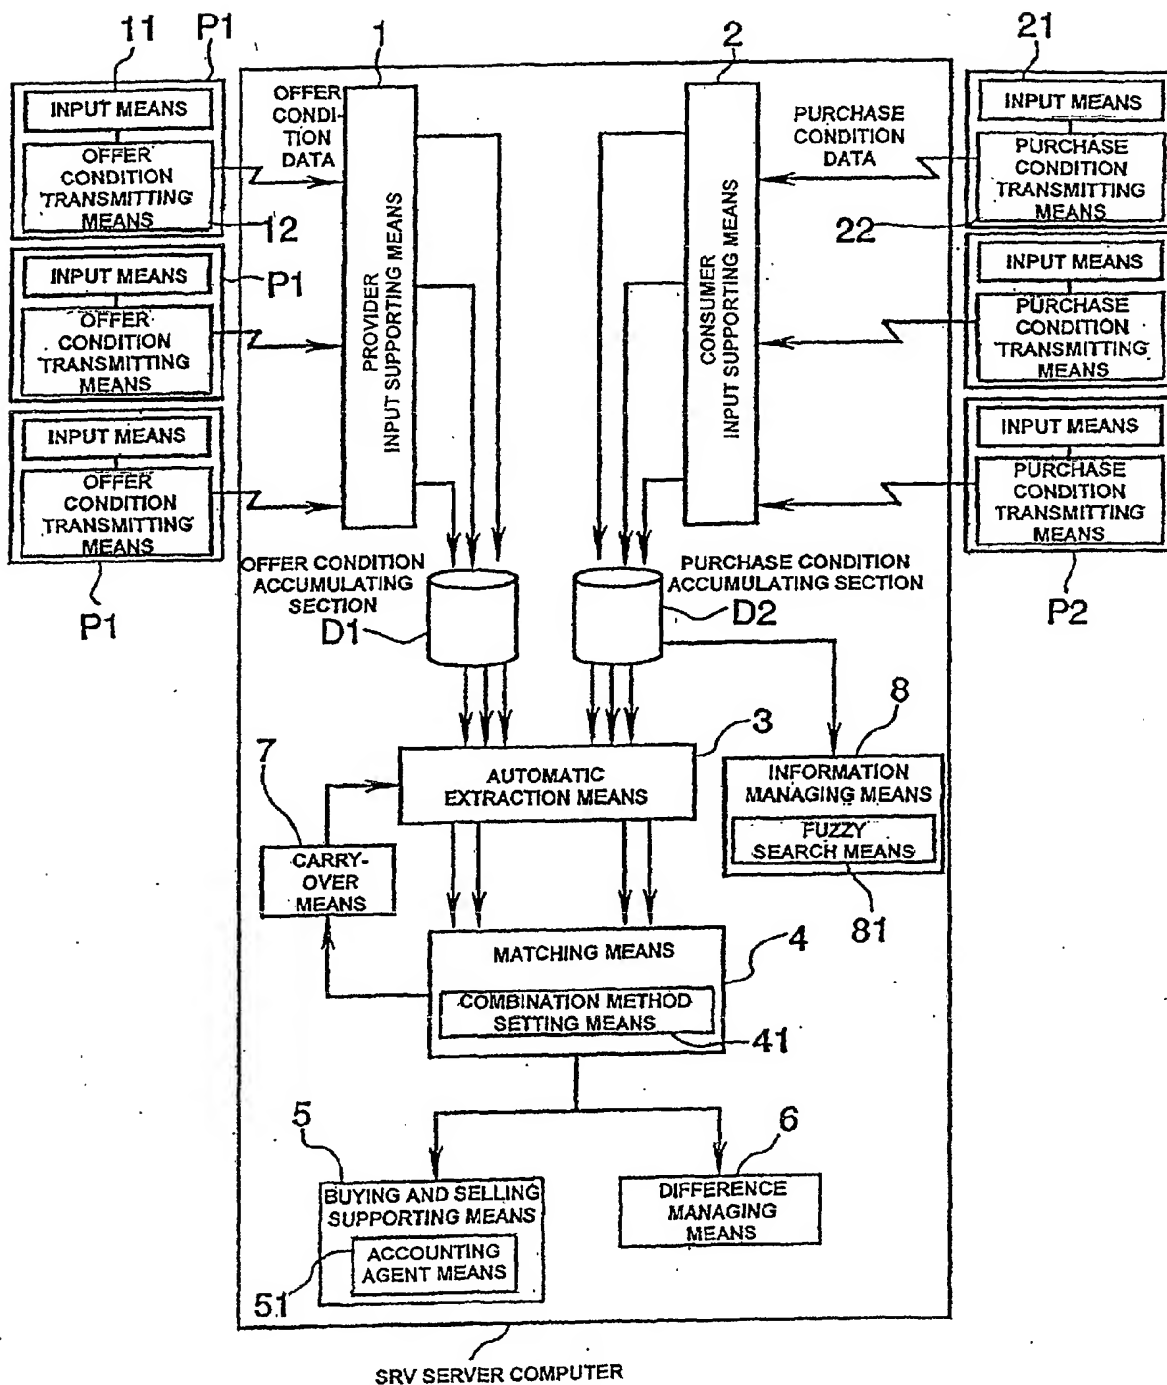 11
P1
1
2
21
INPUT MEANS
OFFER
CONDITION
TRANSMITTING
MEANS
12
OFFER
CONDI-
TION
DATA
PROVIDER
INPUT SUPPORTING MEANS
CONSUMER
INPUT SUPPORTING MEANS
PURCHASE
CONDITION
DATA
INPUT MEANS
PURCHASE
CONDITION
TRANSMITTING
MEANS
22
INPUT MEANS
P1
OFFER
CONDITION
TRANSMITTING
MEANS
INPUT MEANS
PURCHASE
CONDITION
TRANSMITTING
MEANS
INPUT MEANS
OFFER
CONDITION
TRANSMITTING
MEANS
P1
INPUT MEANS
PURCHASE
CONDITION
TRANSMITTING
MEANS
P2
OFFER CONDITION
ACCUMULATING
SECTION
D1
PURCHASE CONDITION
ACCUMULATING SECTION
D2
3
AUTOMATIC
EXTRACTION MEANS
7
CARRY-
OVER
MEANS
8
INFORMATION
MANAGING MEANS
FUZZY
SEARCH MEANS
81
4
MATCHING MEANS
COMBINATION METHOD
SETTING MEANS
41
5
BUYING AND SELLING
SUPPORTING MEANS
ACCOUNTING
AGENT MEANS
51
6
DIFFERENCE
MANAGING
MEANS
SRV SERVER COMPUTER